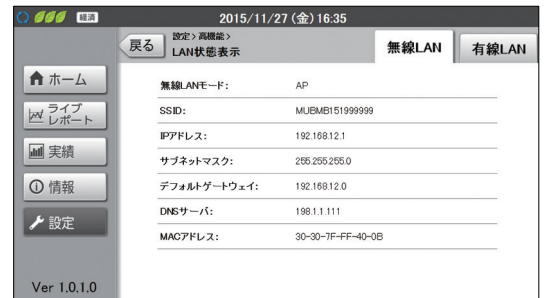 経済 2015/11/27 (金) 16:35
戻る
設定 > 高機能 >
LAN状態表示
無線LAN
有線LAN
ホーム
ライブ
レポート
実績
情報
設定
Ver 1.0.1.0
無線LANモード: AP
SSID: MUBMB151999999
IPアドレス: 192.168.12.1
サブネットマスク: 255.255.255.0
デフォルトゲートウェイ: 192.168.12.0
DNSサーバ: 198.1.1.111
MACアドレス: 30-30-7F-FF-40-0B